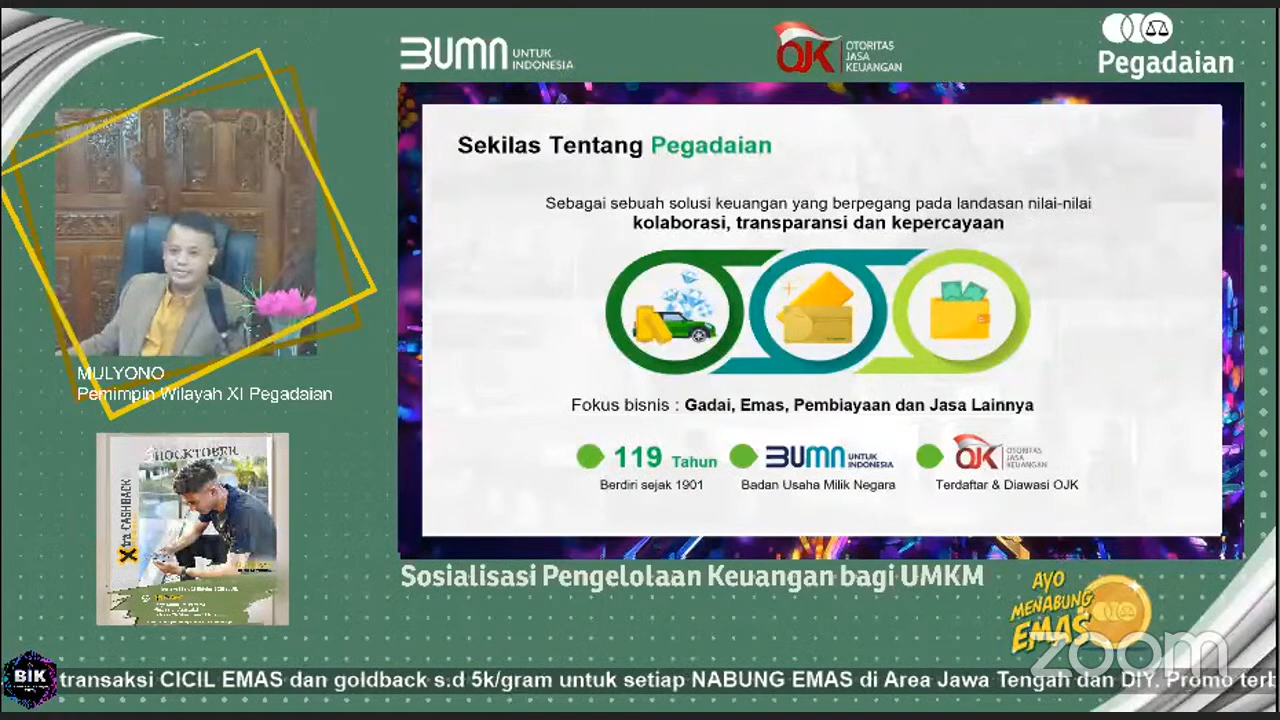 BUMN UNTUK INDONESIA
OJK OTORITAS JASA KEUANGAN
Pegadaian
Sekilas Tentang Pegadaian
Sebagai sebuah solusi keuangan yang berpegang pada landasan nilai-nilai
kolaborasi, transparansi dan kepercayaan
Fokus bisnis : Gadai, Emas, Pembiayaan dan Jasa Lainnya
119 Tahun
Berdiri sejak 1901
BUMN UNTUK INDONESIA
Badan Usaha Milik Negara
OJK OTORITAS JASA KEUANGAN
Terdaftar & Diawasi OJK
MULYONO
Pemimpin Wilayah XI Pegadaian
SHOCKTOBER
Xtra CASHBACK
Sosialisasi Pengelolaan Keuangan bagi UMKM
AYO
MENABUNG
EMAS
zoom
BIK
transaksi CICIL EMAS dan goldback s.d 5k/gram untuk setiap NABUNG EMAS di Area Jawa Tengah dan DIY. Promo terb